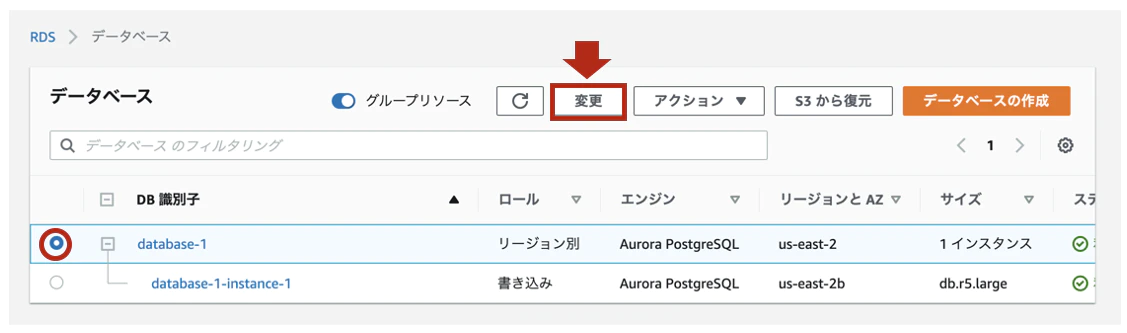 RDS > データベース
データベース
グループリソース
変更
アクション ▼
S3 から復元
データベースの作成
データベース のフィルタリング
1
DB 識別子 ロール エンジン リージョンと AZ サイズ ステ
database-1 リージョン別 Aurora PostgreSQL us-east-2 1 インスタンス
database-1-instance-1 書き込み Aurora PostgreSQL us-east-2b db.r5.large